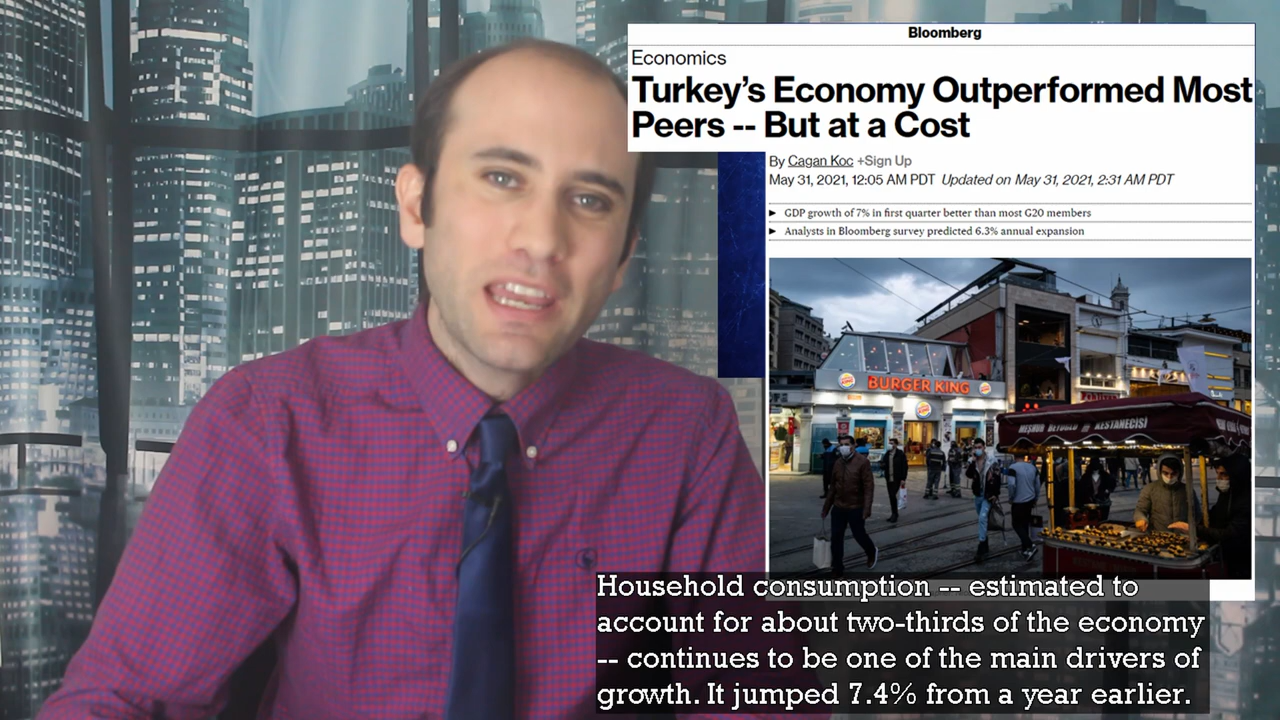 Bloomberg
Economics
Turkey's Economy Outperformed Most
Peers -- But at a Cost
By Cagan Koc +Sign Up
May 31, 2021, 12:05 AM PDT Updated on May 31, 2021, 2:31 AM PDT
GDP growth of 7% in first quarter better than most G20 members
Analysts in Bloomberg survey predicted 6.3% annual expansion
BURGER KING
MEŞHUR BEYOĞLU KESTANECİSİ
Household consumption -- estimated to
account for about two-thirds of the economy
-- continues to be one of the main drivers of
growth. It jumped 7.4% from a year earlier.